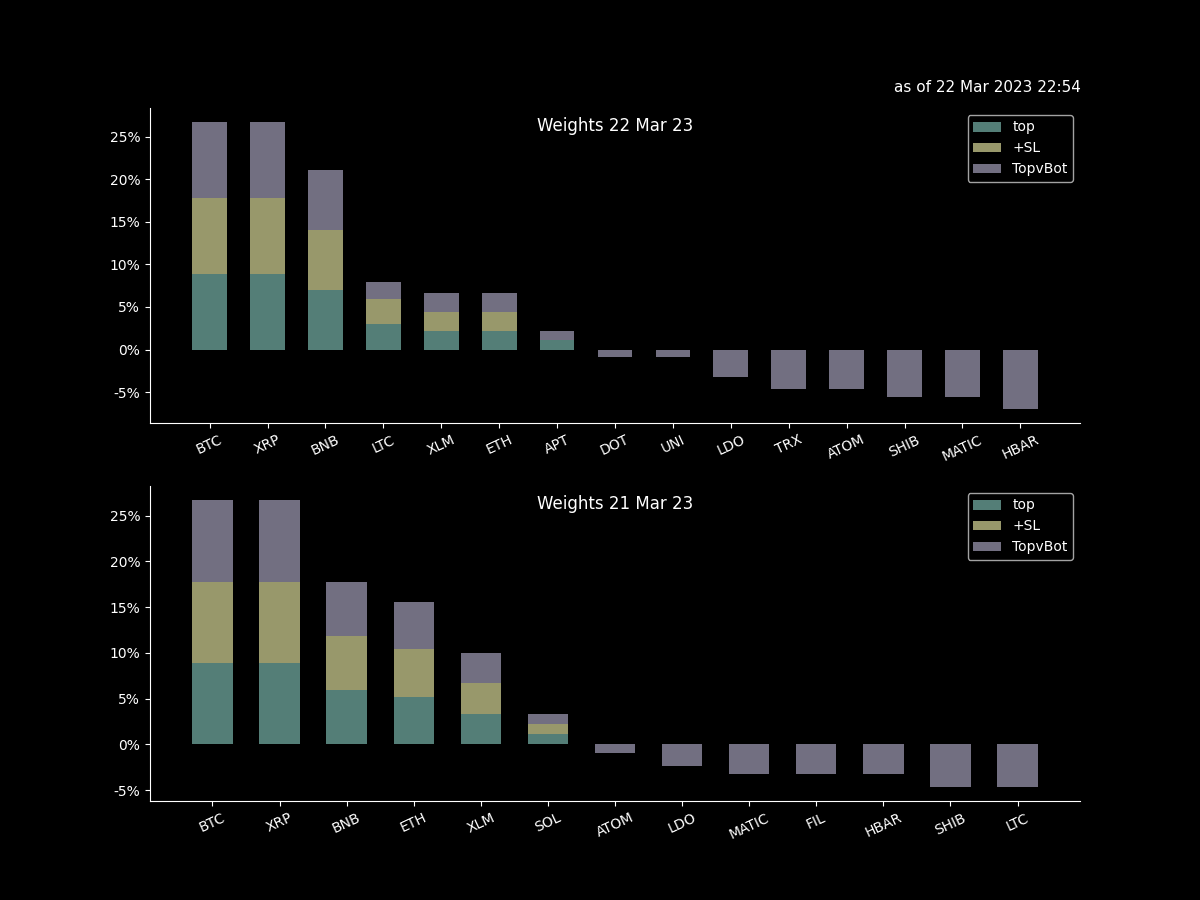 as of 22 Mar 2023 22:54
Weights 22 Mar 23
top
+SL
TopvBot
25%
20%
15%
10%
5%
0%
-5%
BTC XRP BNB LTC XLM ETH APT DOT UNI LDO TRX ATOM SHIB MATIC HBAR
Weights 21 Mar 23
top
+SL
TopvBot
25%
20%
15%
10%
5%
0%
-5%
BTC XRP BNB ETH XLM SOL ATOM LDO MATIC FIL HBAR SHIB LTC